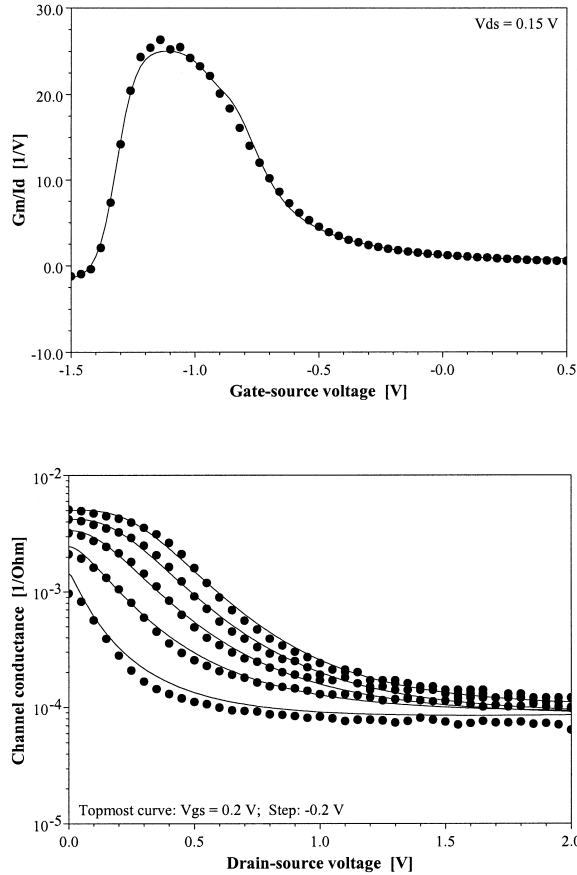 30.0
Vds = 0.15 V
20.0
Gm/Id [1/V]
10.0
0.0
-10.0
-1.5 -1.0 -0.5 -0.0 0.5
Gate-source voltage [V]
10-2
Channel conductance [1/Ohm]
10-3
10-4
Topmost curve: Vgs = 0.2 V; Step: -0.2 V
10-5
0.0 0.5 1.0 1.5 2.0
Drain-source voltage [V]